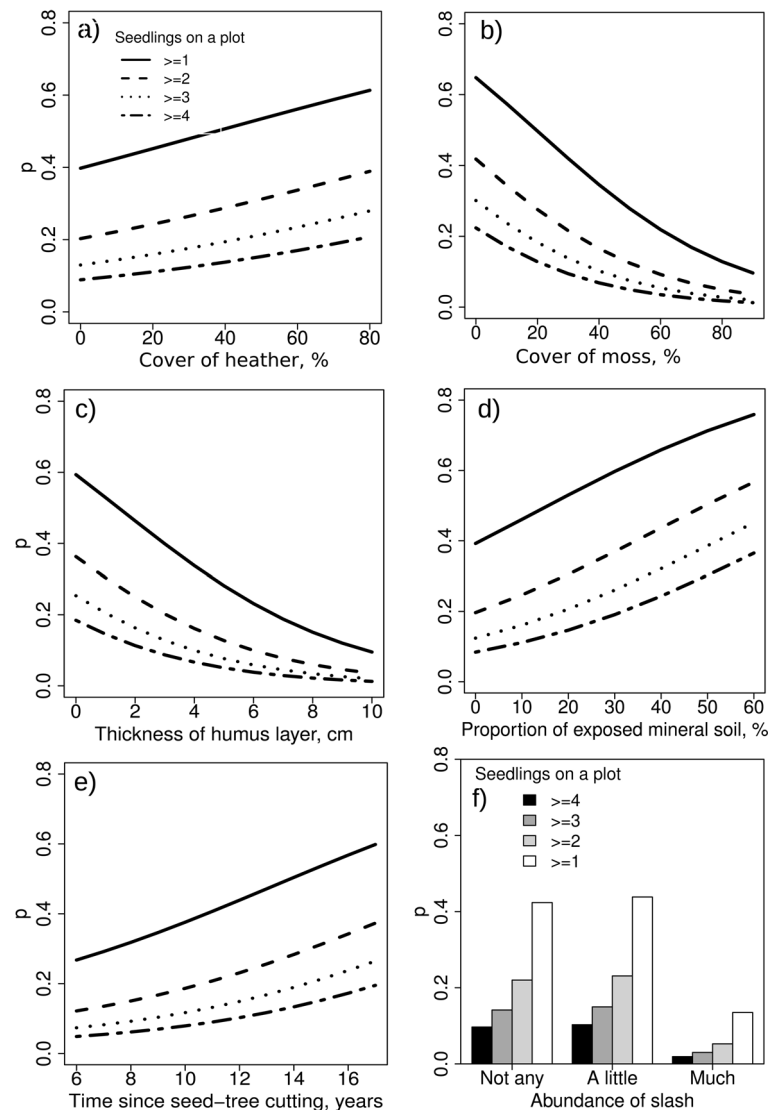 a)
Seedlings on a plot
>=1
>=2
>=3
>=4
p
0.0 0.2 0.4 0.6 0.8
0 20 40 60 80
Cover of heather, %
b)
0.0 0.2 0.4 0.6 0.8
0 20 40 60 80
Cover of moss, %
c)
p
0.0 0.2 0.4 0.6 0.8
0 2 4 6 8 10
Thickness of humus layer, cm
d)
0.0 0.2 0.4 0.6 0.8
0 10 20 30 40 50 60
Proportion of exposed mineral soil, %
e)
p
0.0 0.2 0.4 0.6 0.8
6 8 10 12 14 16
Time since seed–tree cutting, years
Seedlings on a plot
f)
>=4
>=3
>=2
>=1
p
0.0 0.2 0.4 0.6 0.8
Not any A little Much
Abundance of slash